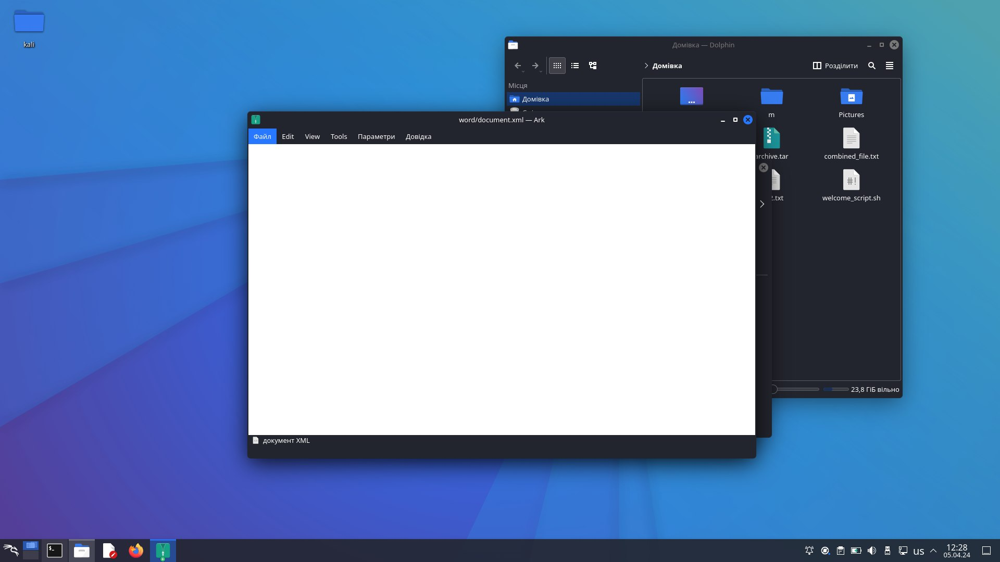 kali
Домівка — Dolphin
Домівка
Розділити
Місця
Домівка
m
Pictures
word/document.xml — Ark
Файл Edit View Tools Параметри Довідка
archive.tar
combined_file.txt
2.txt
welcome_script.sh
23,8 ГіБ вільно
документ XML
us
12:28
05.04.24